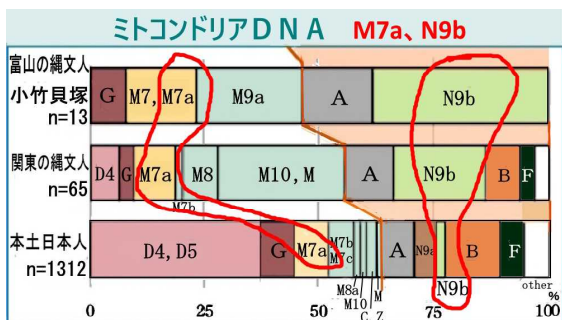 ミトコンドリアDNA M7a、N9b
富山の縄文人
小竹貝塚
n=13
G M7, M7a M9a A N9b
関東の縄文人
n=65
D4 G M7a M8 M10, M A N9b B F
M7b
本土日本人
n=1312
D4, D5 G M7a M7b A N9a B F
M7c
M8a M10 C, Z M N9b other
0 25 50 75 %